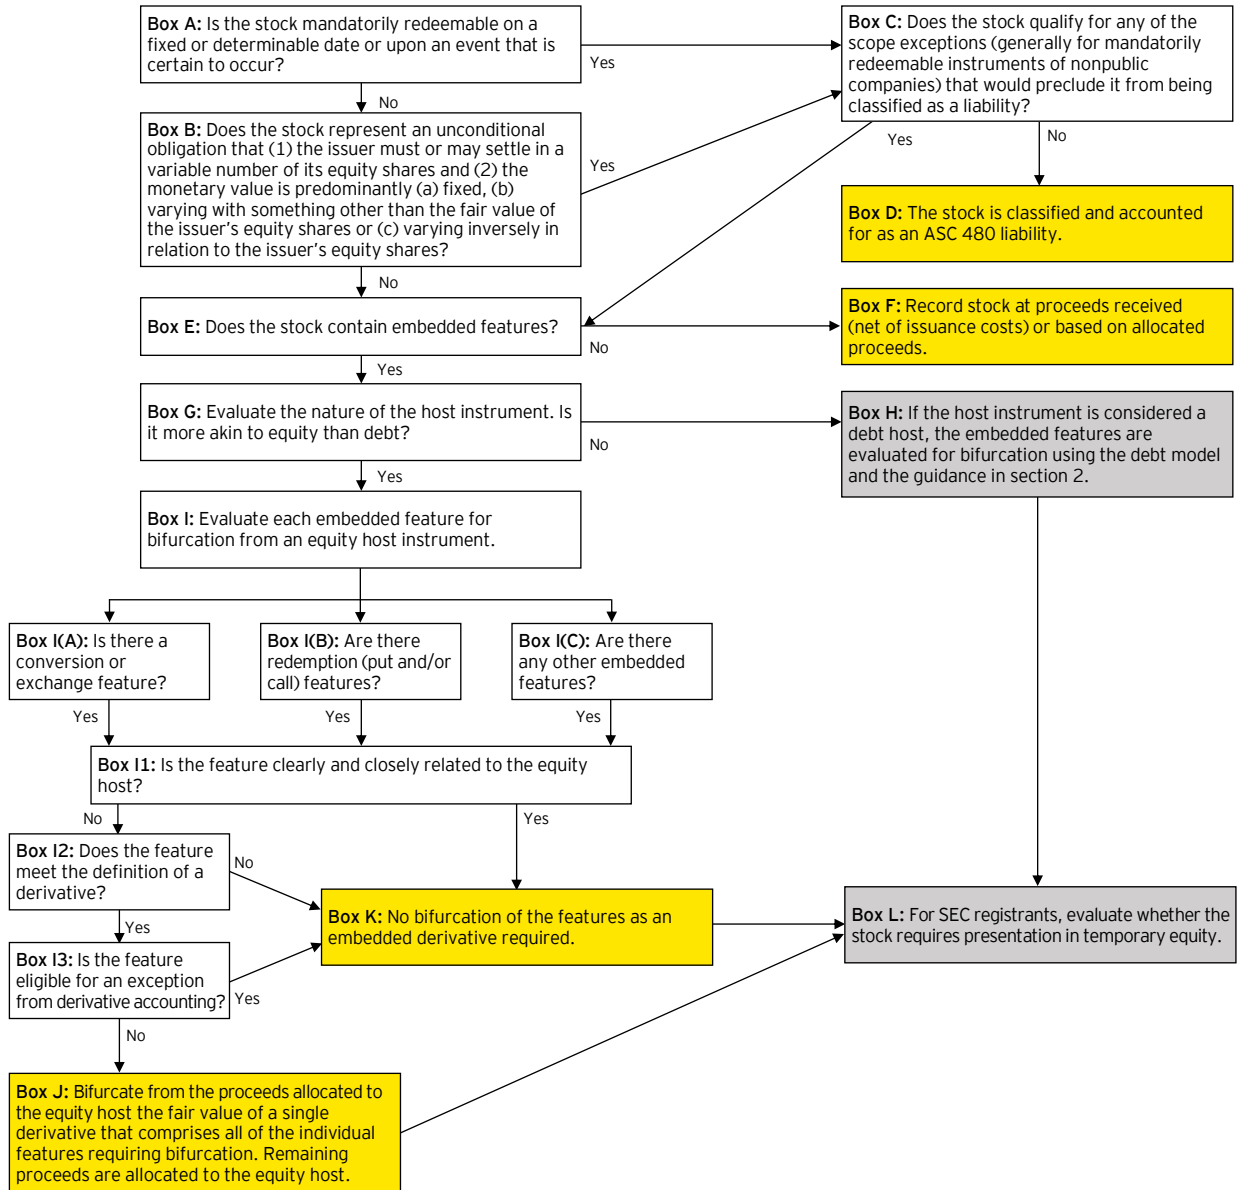 Box A: Is the stock mandatorily redeemable on a
fixed or determinable date or upon an event that is
certain to occur?
Yes
No
Box C: Does the stock qualify for any of the
scope exceptions (generally for mandatorily
redeemable instruments of nonpublic
companies) that would preclude it from being
classified as a liability?
Yes
No
Box B: Does the stock represent an unconditional
obligation that (1) the issuer must or may settle in a
variable number of its equity shares and (2) the
monetary value is predominantly (a) fixed, (b)
varying with something other than the fair value of
the issuer's equity shares or (c) varying inversely in
relation to the issuer's equity shares?
Yes
No
Box D: The stock is classified and accounted
for as an ASC 480 liability.
Box E: Does the stock contain embedded features?
No
Yes
Box F: Record stock at proceeds received
(net of issuance costs) or based on allocated
proceeds.
Box G: Evaluate the nature of the host instrument. Is
it more akin to equity than debt?
No
Yes
Box H: If the host instrument is considered a
debt host, the embedded features are
evaluated for bifurcation using the debt model
and the guidance in section 2.
Box I: Evaluate each embedded feature for
bifurcation from an equity host instrument.
Box I(A): Is there a
conversion or
exchange feature?
Yes
Box I(B): Are there
redemption (put and/or
call) features?
Yes
Box I(C): Are there
any other embedded
features?
Yes
Box I1: Is the feature clearly and closely related to the equity
host?
No
Yes
Box I2: Does the feature
meet the definition of a
derivative?
No
Yes
Box K: No bifurcation of the features as an
embedded derivative required.
Box L: For SEC registrants, evaluate whether the
stock requires presentation in temporary equity.
Box I3: Is the feature
eligible for an exception
from derivative accounting?
Yes
No
Box J: Bifurcate from the proceeds allocated to
the equity host the fair value of a single
derivative that comprises all of the individual
features requiring bifurcation. Remaining
proceeds are allocated to the equity host.